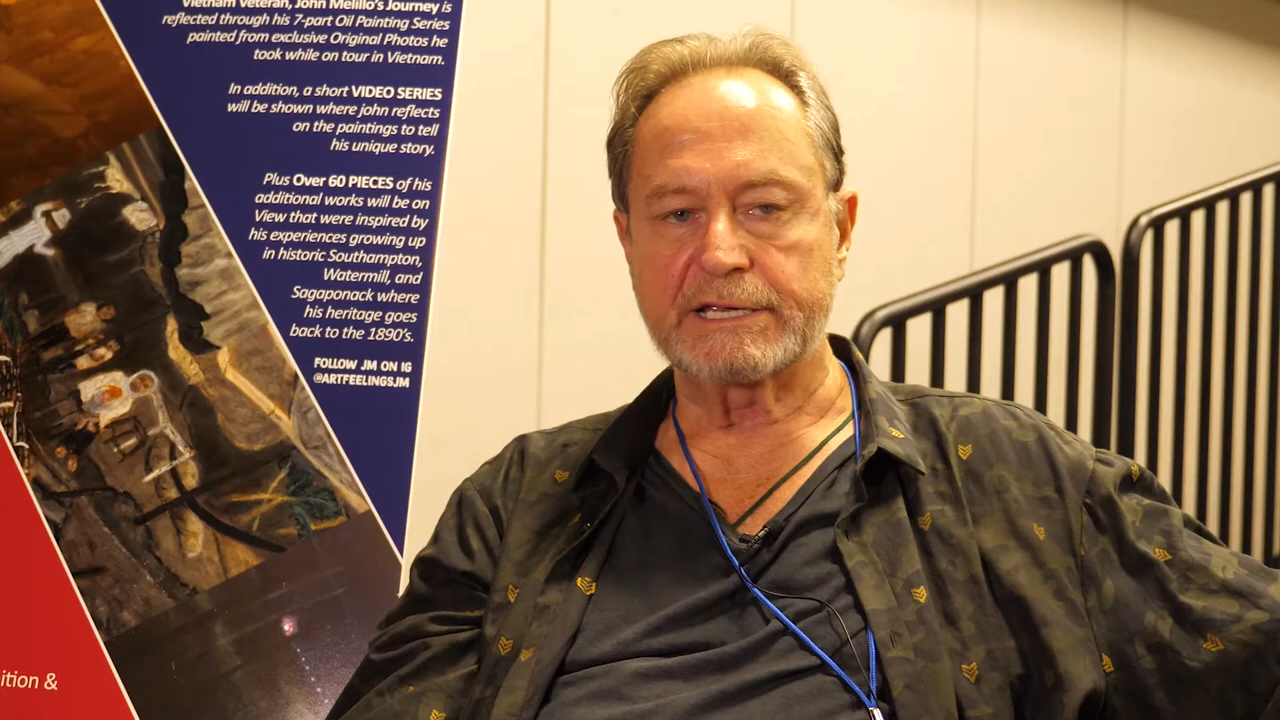 Vietnam Veteran, John Melillo's Journey is
reflected through his 7-part Oil Painting Series
painted from exclusive Original Photos he
took while on tour in Vietnam.
In addition, a short VIDEO SERIES
will be shown where john reflects
on the paintings to tell
his unique story.
Plus Over 60 PIECES of his
additional works will be on
View that were inspired by
his experiences growing up
in historic Southampton,
Watermill, and
Sagaponack where
his heritage goes
back to the 1890's.
FOLLOW JM ON IG
@ARTFEELINGSJM
ition &